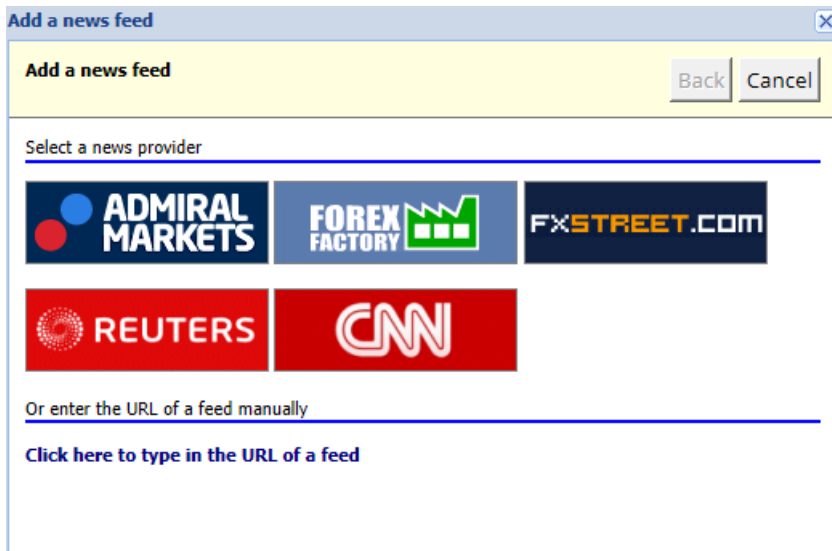 Add a news feed
Add a news feed
Back Cancel
Select a news provider
ADMIRAL
MARKETS
FOREX
FACTORY
FXSTREET.COM
REUTERS
CNN
Or enter the URL of a feed manually
Click here to type in the URL of a feed